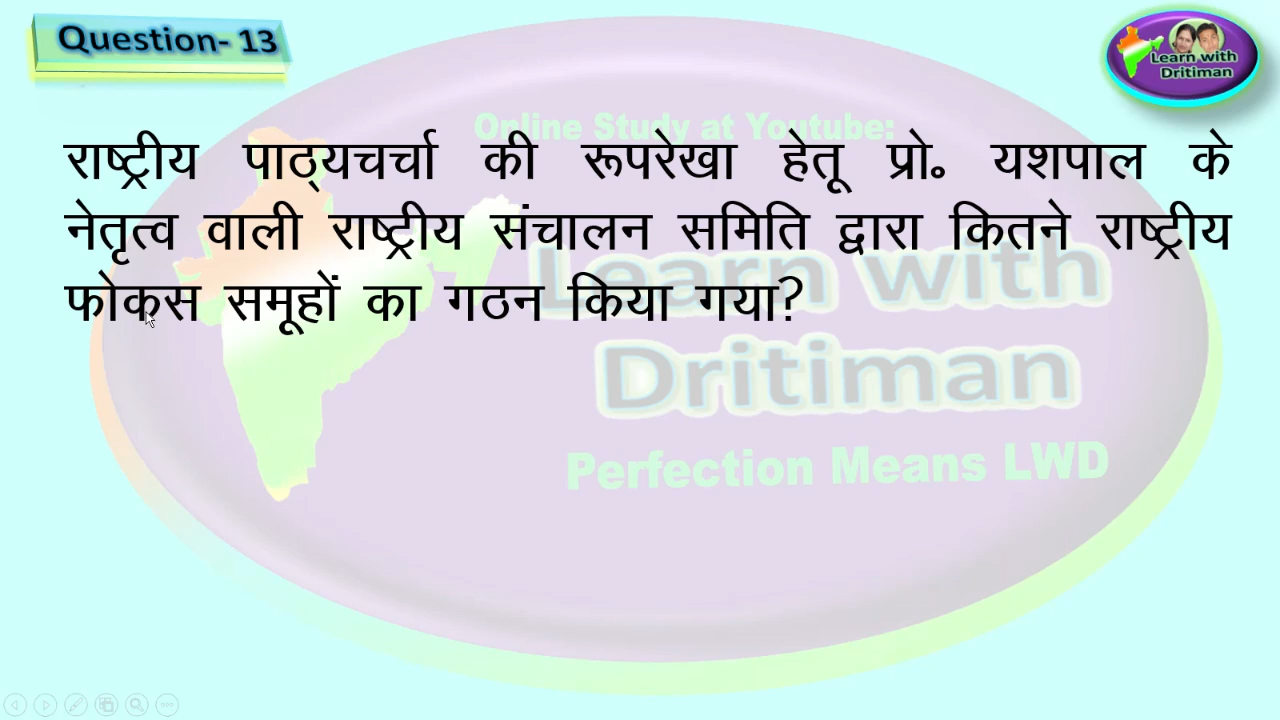 Question- 13
Learn with
Dritiman
Online Study at Youtube:
राष्ट्रीय पाठ्यचर्चा की रूपरेखा हेतू प्रो॰ यशपाल के
नेतृत्व वाली राष्ट्रीय संचालन समिति द्वारा कितने राष्ट्रीय
फोकस समूहों का गठन किया गया?
Learn with
Dritiman
Perfection Means LWD